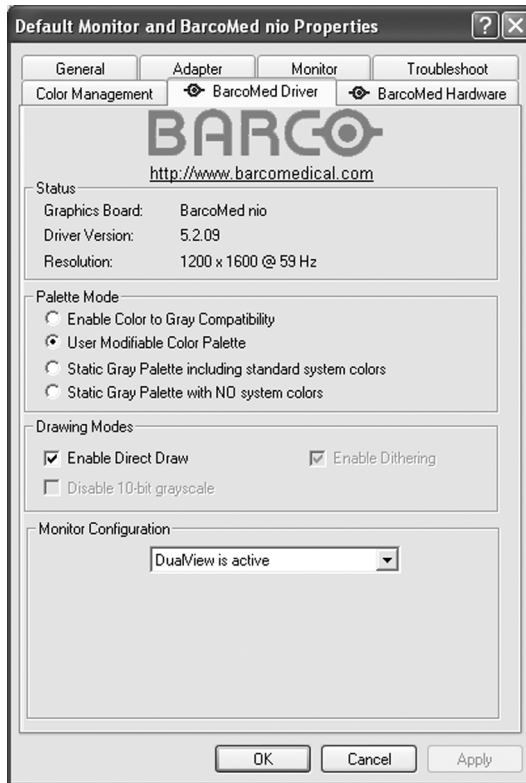 Default Monitor and BarcoMed nio Properties
General Adapter Monitor Troubleshoot
Color Management BarcoMed Driver BarcoMed Hardware
BARCO
http://www.barcomedical.com
Status
Graphics Board: BarcoMed nio
Driver Version: 5.2.09
Resolution: 1200 x 1600 @ 59 Hz
Palette Mode
Enable Color to Gray Compatibility
User Modifiable Color Palette
Static Gray Palette including standard system colors
Static Gray Palette with NO system colors
Drawing Modes
Enable Direct Draw Enable Dithering
Disable 10-bit grayscale
Monitor Configuration
DualView is active
OK Cancel Apply